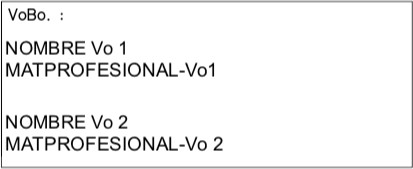 VoBo. :
NOMBRE Vo 1
MATPROFESIONAL-Vo1
NOMBRE Vo 2
MATPROFESIONAL-Vo 2